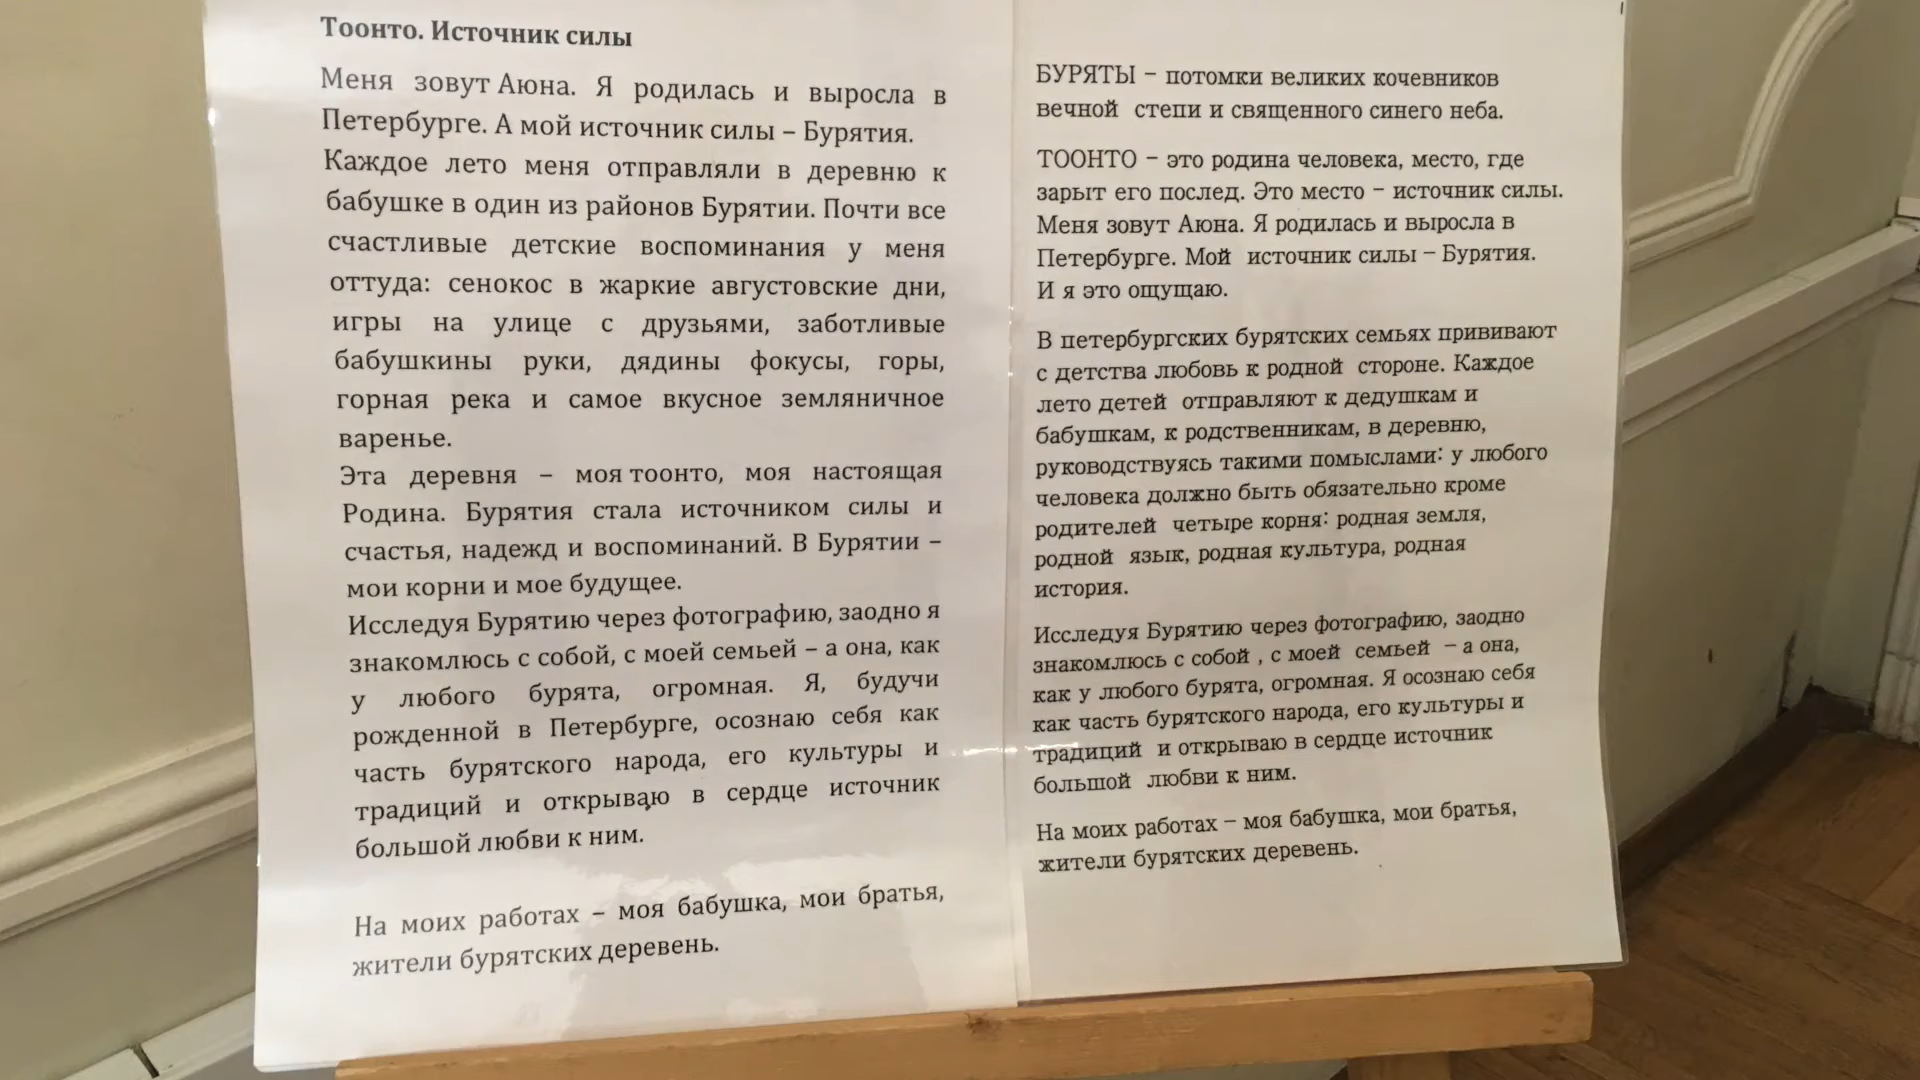 Тоонто. Источник силы
Меня зовут Аюна. Я родилась и выросла в
Петербурге. А мой источник силы – Бурятия.
Каждое лето меня отправляли в деревню к
бабушке в один из районов Бурятии. Почти все
счастливые детские воспоминания у меня
оттуда: сенокос в жаркие августовские дни,
игры на улице с друзьями, заботливые
бабушкины руки, дядины фокусы, горы,
горная река и самое вкусное земляничное
варенье.
Эта деревня – моя тоонто, моя настоящая
Родина. Бурятия стала источником силы и
счастья, надежд и воспоминаний. В Бурятии –
мои корни и мое будущее.
Исследуя Бурятию через фотографию, заодно я
знакомлюсь с собой, с моей семьей – а она, как
у любого бурята, огромная. Я, будучи
рожденной в Петербурге, осознаю себя как
часть бурятского народа, его культуры и
традиций и открываю в сердце источник
большой любви к ним.
На моих работах – моя бабушка, мои братья,
жители бурятских деревень.
БУРЯТЫ – потомки великих кочевников
вечной степи и священного синего неба.
ТООНТО – это родина человека, место, где
зарыт его послед. Это место – источник силы.
Меня зовут Аюна. Я родилась и выросла в
Петербурге. Мой источник силы – Бурятия.
И я это ощущаю.
В петербургских бурятских семьях прививают
с детства любовь к родной стороне. Каждое
лето детей отправляют к дедушкам и
бабушкам, к родственникам, в деревню,
руководствуясь такими помыслами: у любого
человека должно быть обязательно кроме
родителей четыре корня: родная земля,
родной язык, родная культура, родная
история.
Исследуя Бурятию через фотографию, заодно
знакомлюсь с собой , с моей семьей – а она,
как у любого бурята, огромная. Я осознаю себя
как часть бурятского народа, его культуры и
традиций и открываю в сердце источник
большой любви к ним.
На моих работах – моя бабушка, мои братья,
жители бурятских деревень.